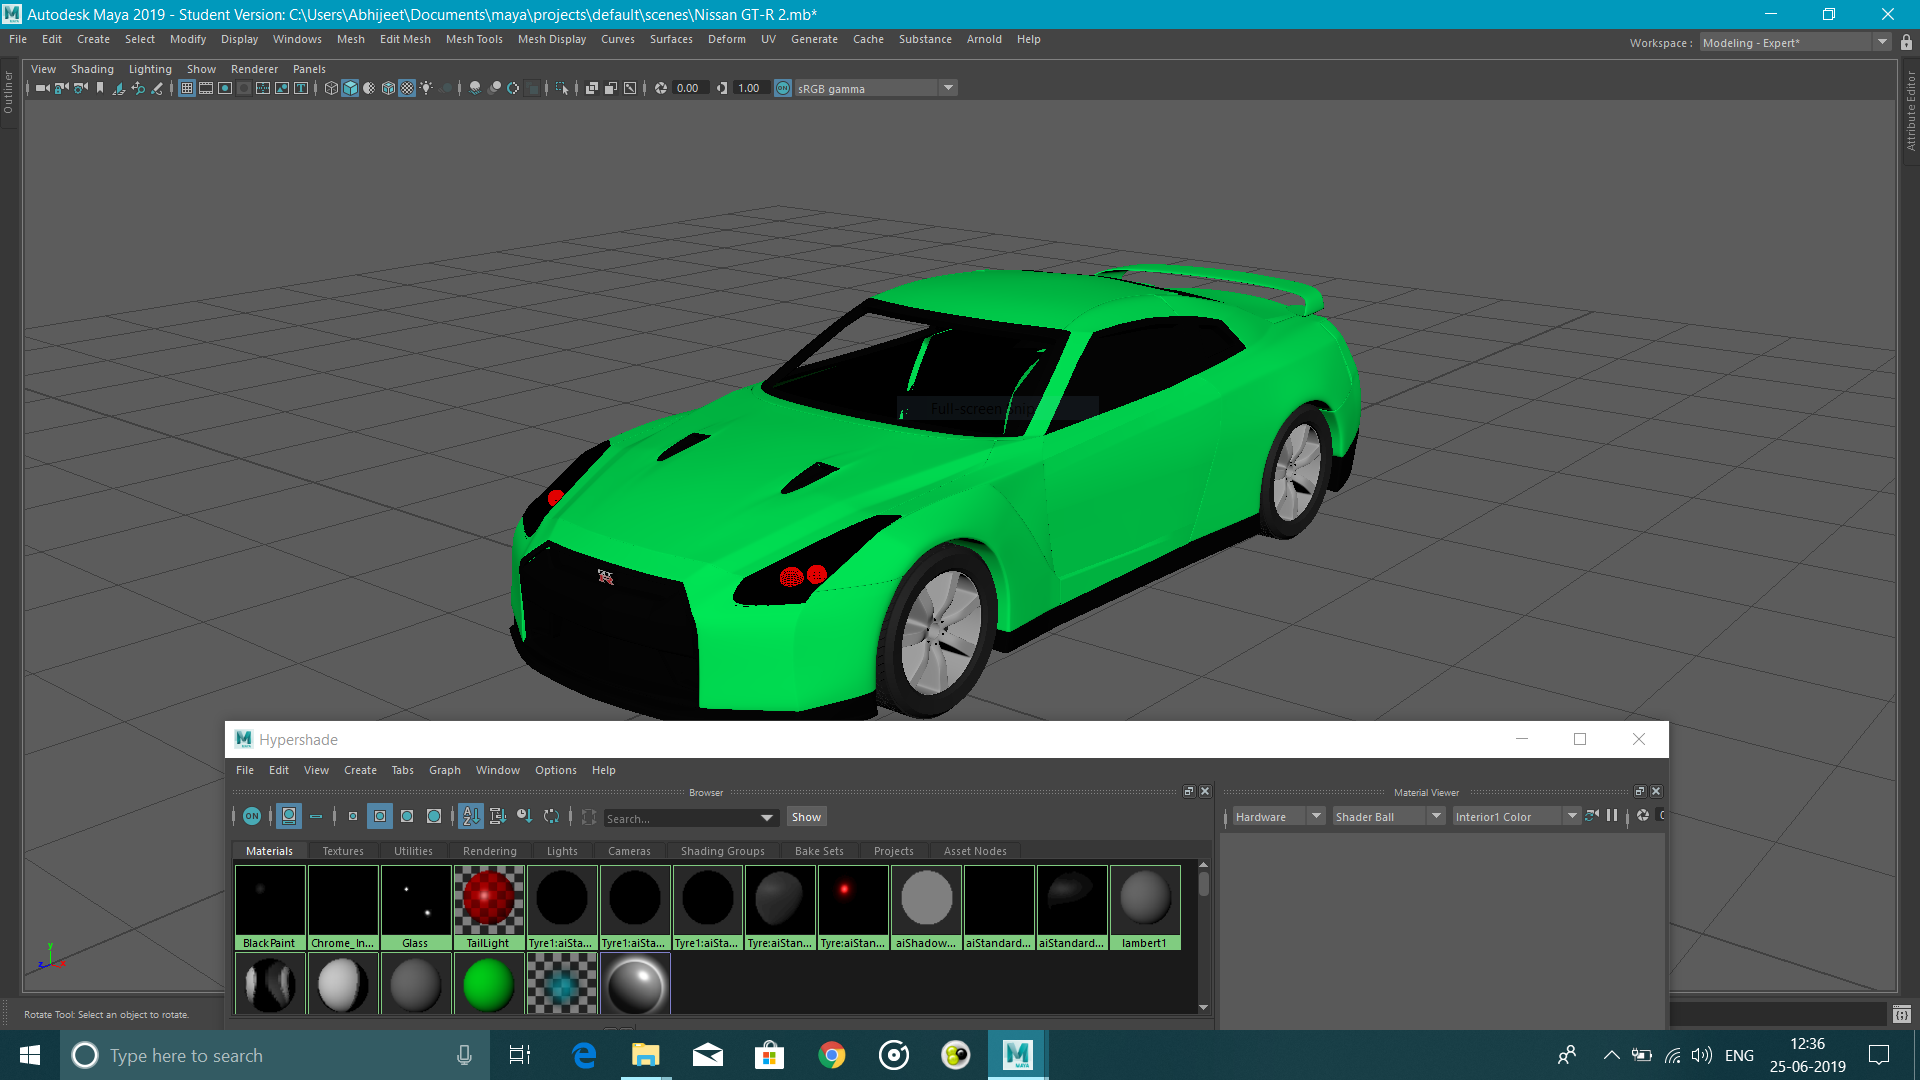 Autodesk Maya 2019 - Student Version: C:\Users\Abhijeet\Documents\maya\projects\default\scenes\Nissan GT-R 2.mb*
File Edit Create Select Modify Display Windows Mesh Edit Mesh Mesh Tools Mesh Display Curves Surfaces Deform UV Generate Cache Substance Arnold Help
Workspace : Modeling - Expert*
View Shading Lighting Show Renderer Panels
0.00 1.00 ON sRGB gamma
Outliner
Attribute Editor
Full-screen Snip
Hypershade
File Edit View Create Tabs Graph Window Options Help
Browser
Material Viewer
ON Search... Show
Hardware Shader Ball Interior1 Color
Materials Textures Utilities Rendering Lights Cameras Shading Groups Bake Sets Projects Asset Nodes
BlackPaint Chrome_In... Glass TailLight Tyre1:aiSta... Tyre1:aiSta... Tyre1:aiSta... Tyre:aiStan... Tyre:aiStan... aiShadow... aiStandard... aiStandard... lambert1
y
z x
Rotate Tool: Select an object to rotate.
Type here to search
ENG
12:36
25-06-2019